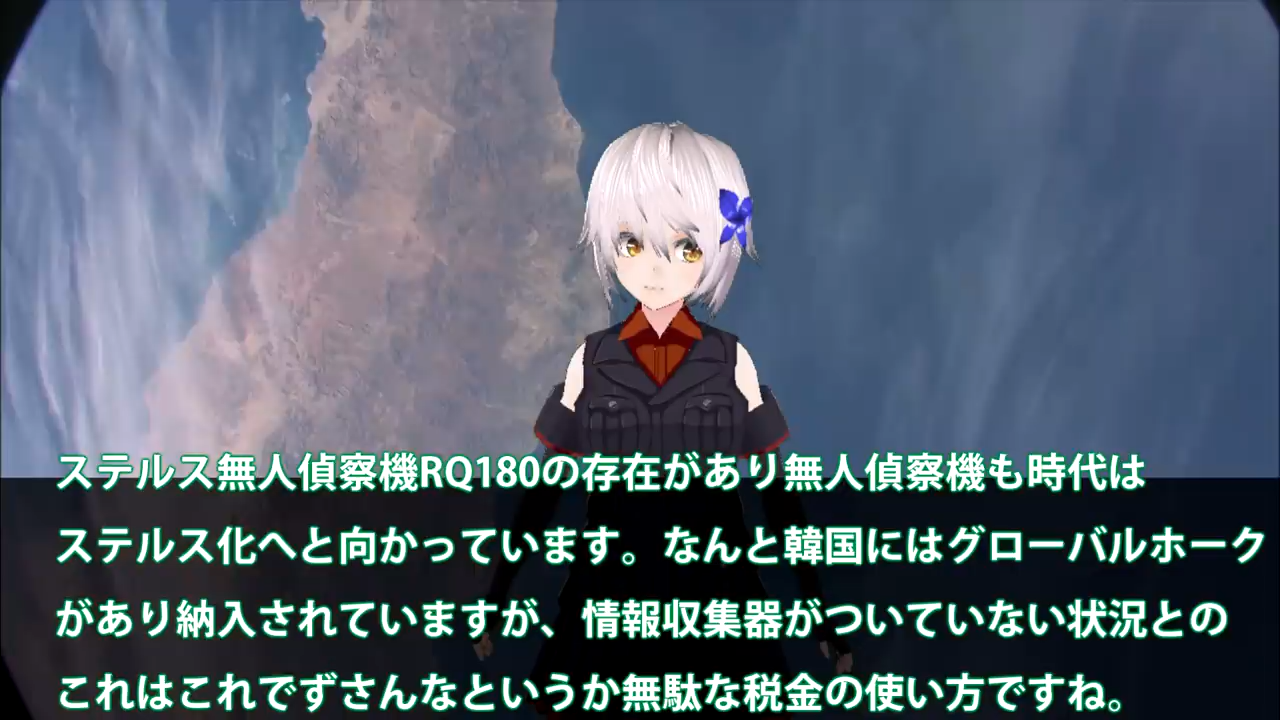 ステルス無人偵察機RQ180の存在があり無人偵察機も時代は
ステルス化へと向かっています。なんと韓国にはグローバルホーク
があり納入されていますが、情報収集器がついていない状況との
これはこれでずさんなというか無駄な税金の使い方ですね。